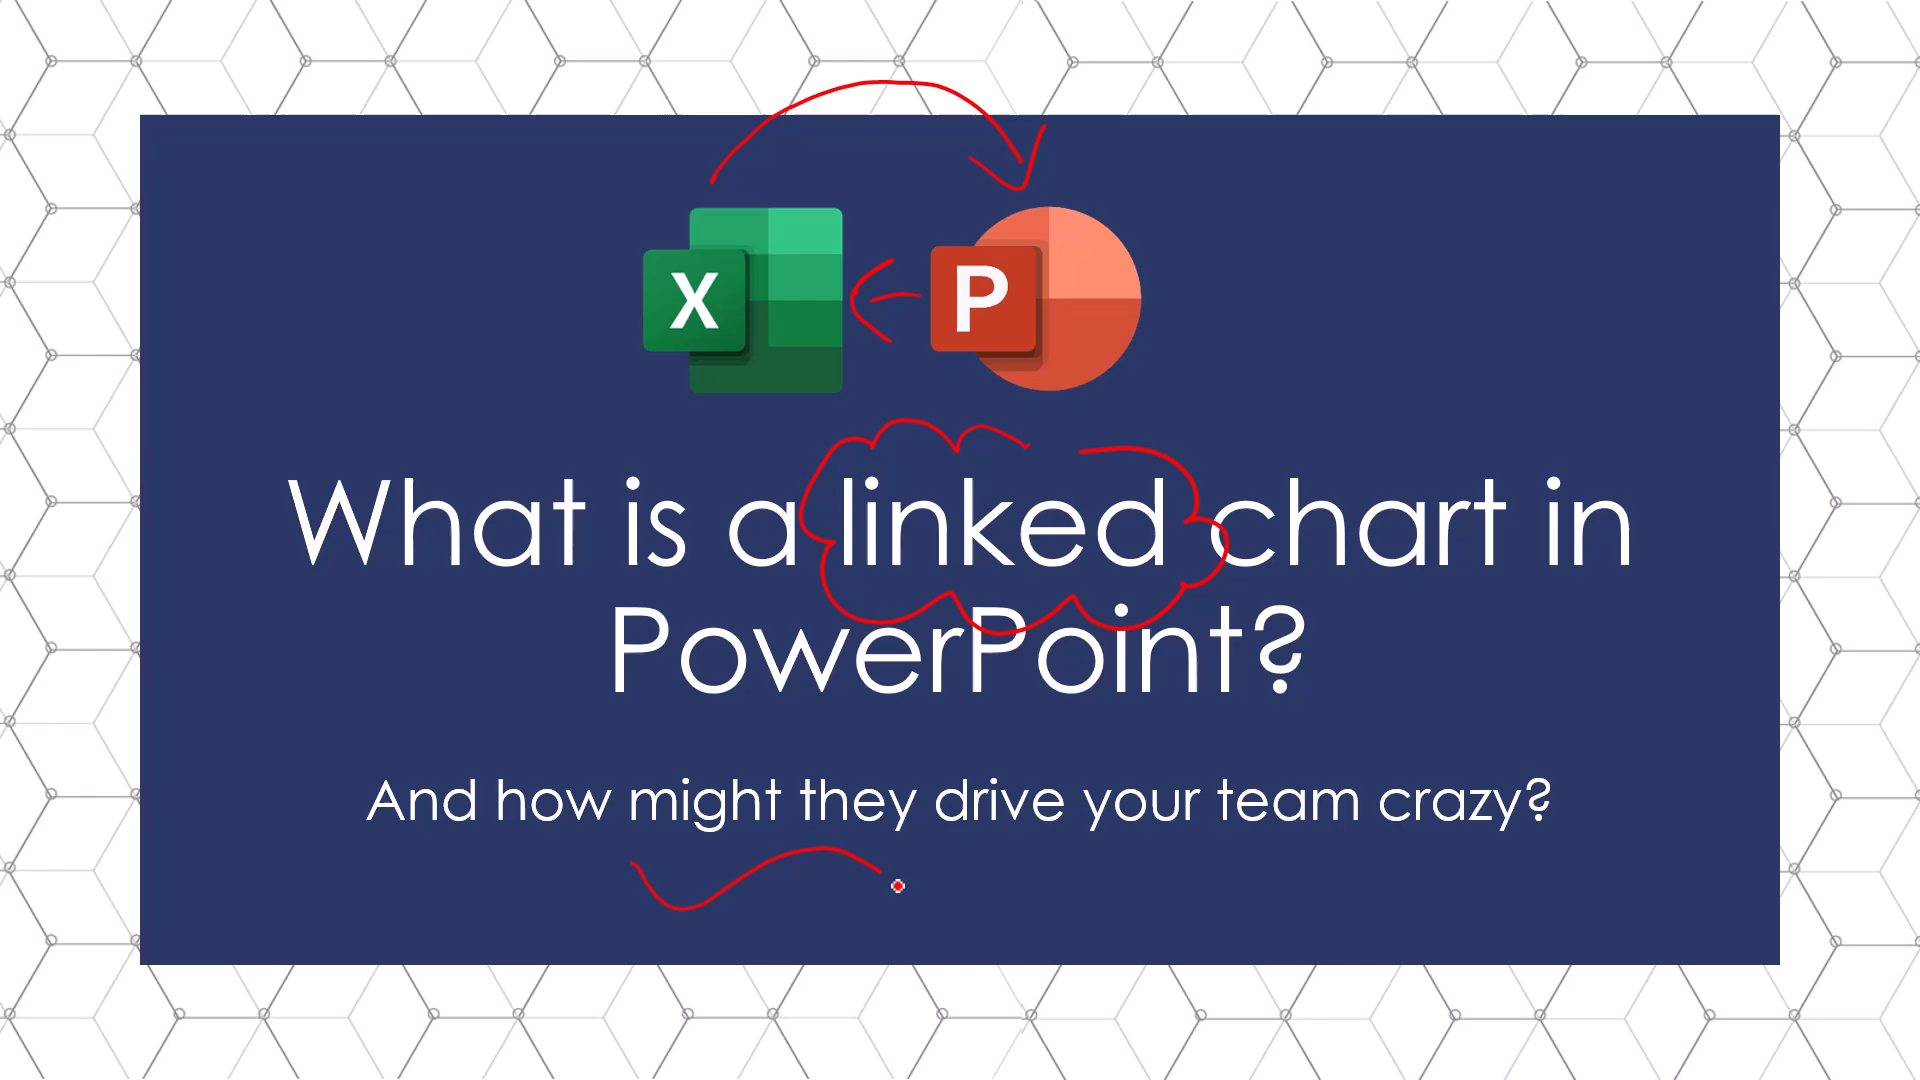 X P
What is a linked chart in
PowerPoint?
And how might they drive your team crazy?